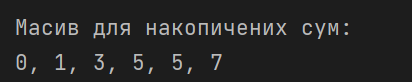 Масив для накопичених сум:
0, 1, 3, 5, 5, 7